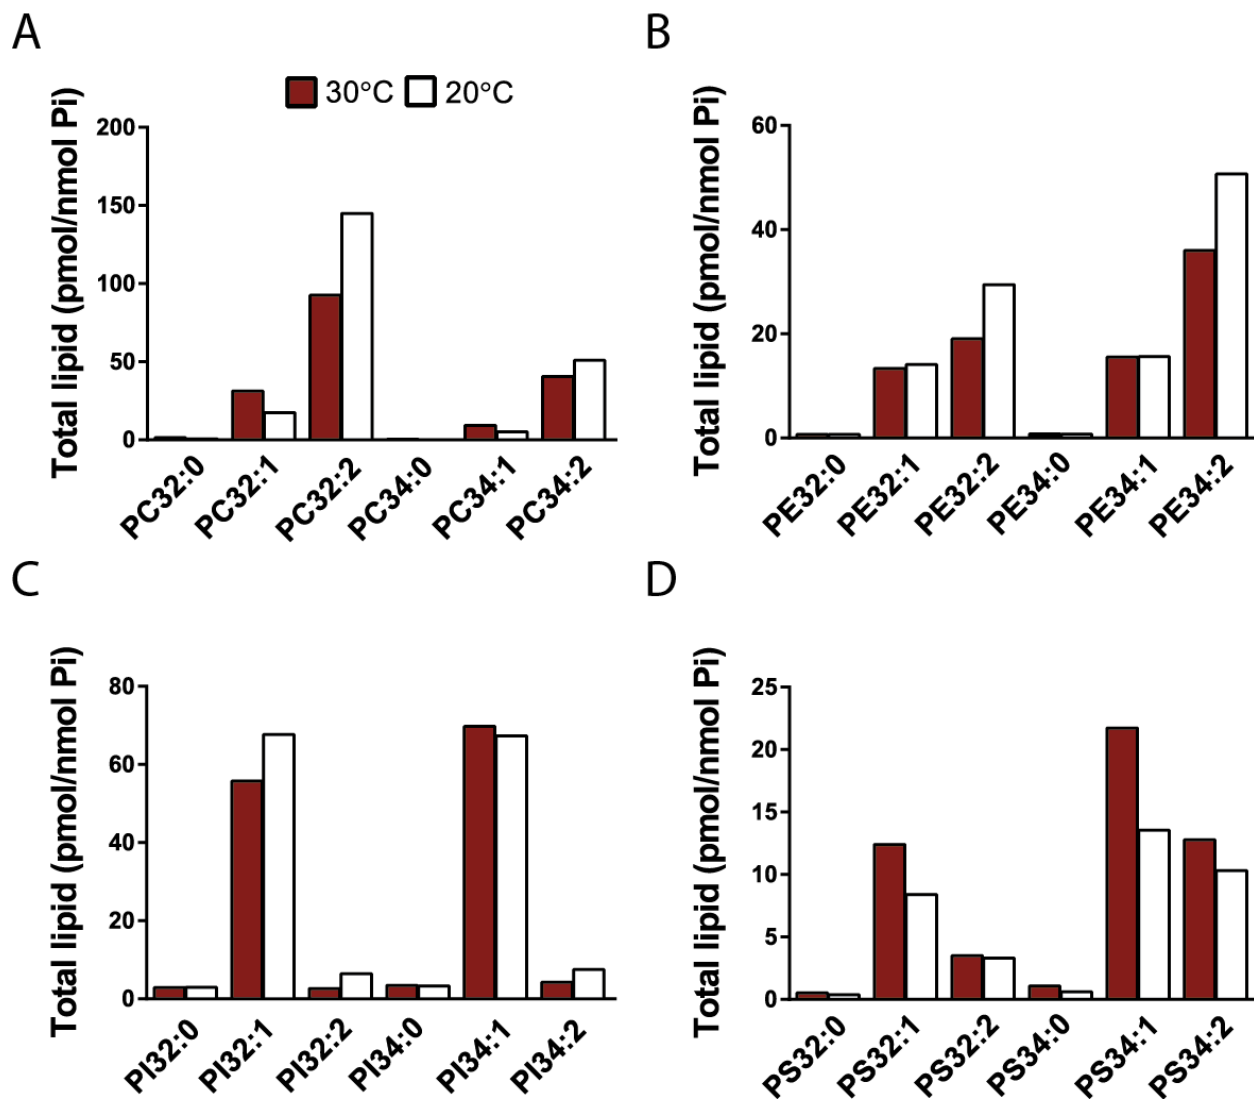 A
30°C 20°C
Total lipid (pmol/nmol Pi)
200
150
100
50
0
PC32:0 PC32:1 PC32:2 PC34:0 PC34:1 PC34:2
B
Total lipid (pmol/nmol Pi)
60
40
20
0
PE32:0 PE32:1 PE32:2 PE34:0 PE34:1 PE34:2
C
Total lipid (pmol/nmol Pi)
80
60
40
20
0
PI32:0 PI32:1 PI32:2 PI34:0 PI34:1 PI34:2
D
Total lipid (pmol/nmol Pi)
25
20
15
10
5
0
PS32:0 PS32:1 PS32:2 PS34:0 PS34:1 PS34:2